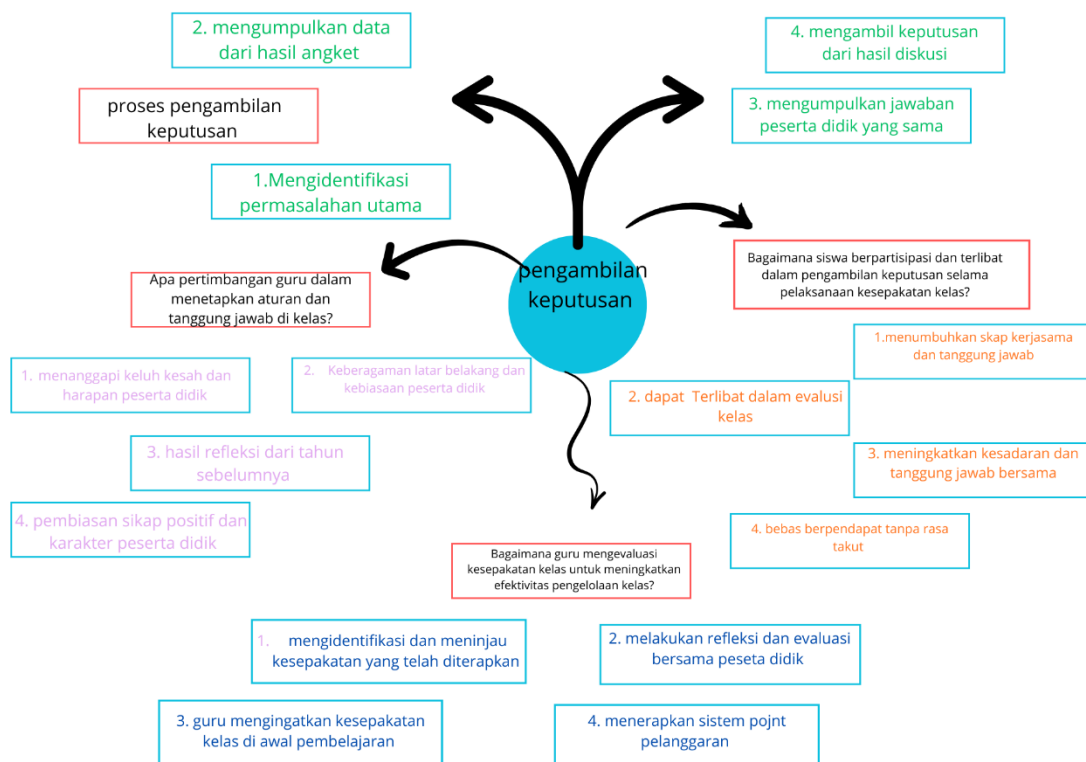 2. mengumpulkan data
dari hasil angket
4. mengambil keputusan
dari hasil diskusi
proses pengambilan
keputusan
3. mengumpulkan jawaban
peserta didik yang sama
1.Mengidentifikasi
permasalahan utama
pengambilan
keputusan
Bagaimana siswa berpartisipasi dan terlibat
dalam pengambilan keputusan selama
pelaksanaan kesepakatan kelas?
Apa pertimbangan guru dalam
menetapkan aturan dan
tanggung jawab di kelas?
1.menumbuhkan skap kerjasama
dan tanggung jawab
1. menanggapi keluh kesah dan
harapan peserta didik
2. Keberagaman latar belakang dan
kebiasaan peserta didik
2. dapat Terlibat dalam evalusi
kelas
3. hasil refleksi dari tahun
sebelumnya
3. meningkatkan kesadaran dan
tanggung jawab bersama
4. pembiasan sikap positif dan
karakter peserta didik
4. bebas berpendapat tanpa rasa
takut
Bagaimana guru mengevaluasi
kesepakatan kelas untuk meningkatkan
efektivitas pengelolaan kelas?
1. mengidentifikasi dan meninjau
kesepakatan yang telah diterapkan
2. melakukan refleksi dan evaluasi
bersama peseta didik
3. guru mengingatkan kesepakatan
kelas di awal pembelajaran
4. menerapkan sistem pojnt
pelanggaran